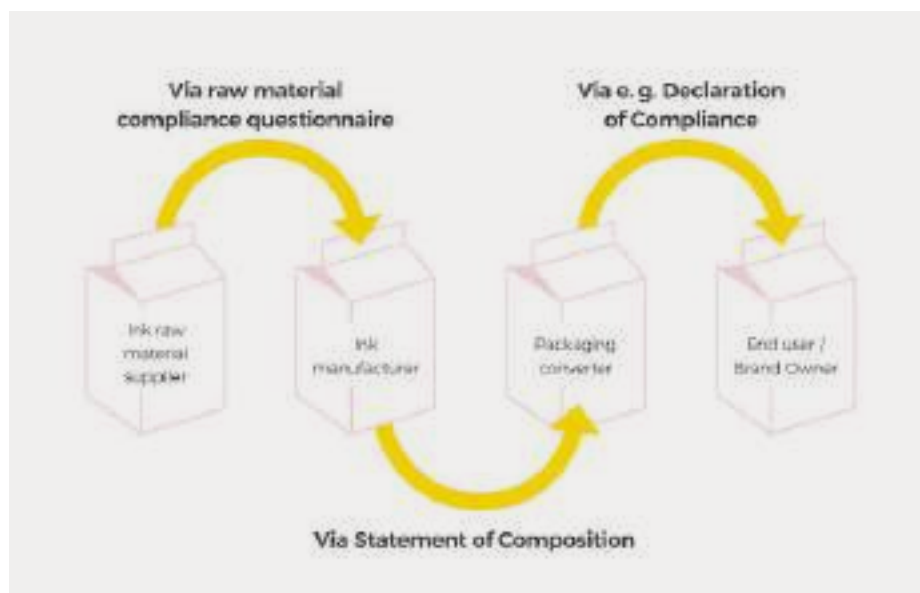 Via raw material
compliance questionnaire
Via e. g. Declaration
of Compliance
Ink raw
material
supplier
Ink
manufacturer
Packaging
converter
End user /
Brand Owner
Via Statement of Composition